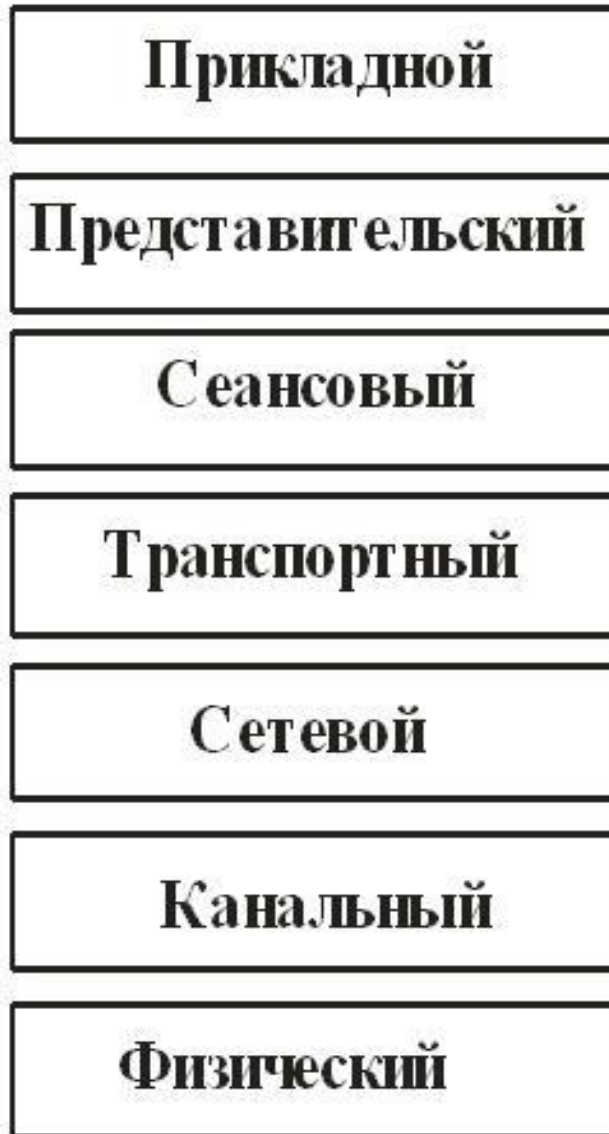 Прикладной
Представительский
Сеансовый
Транспортный
Сетевой
Канальный
Физический